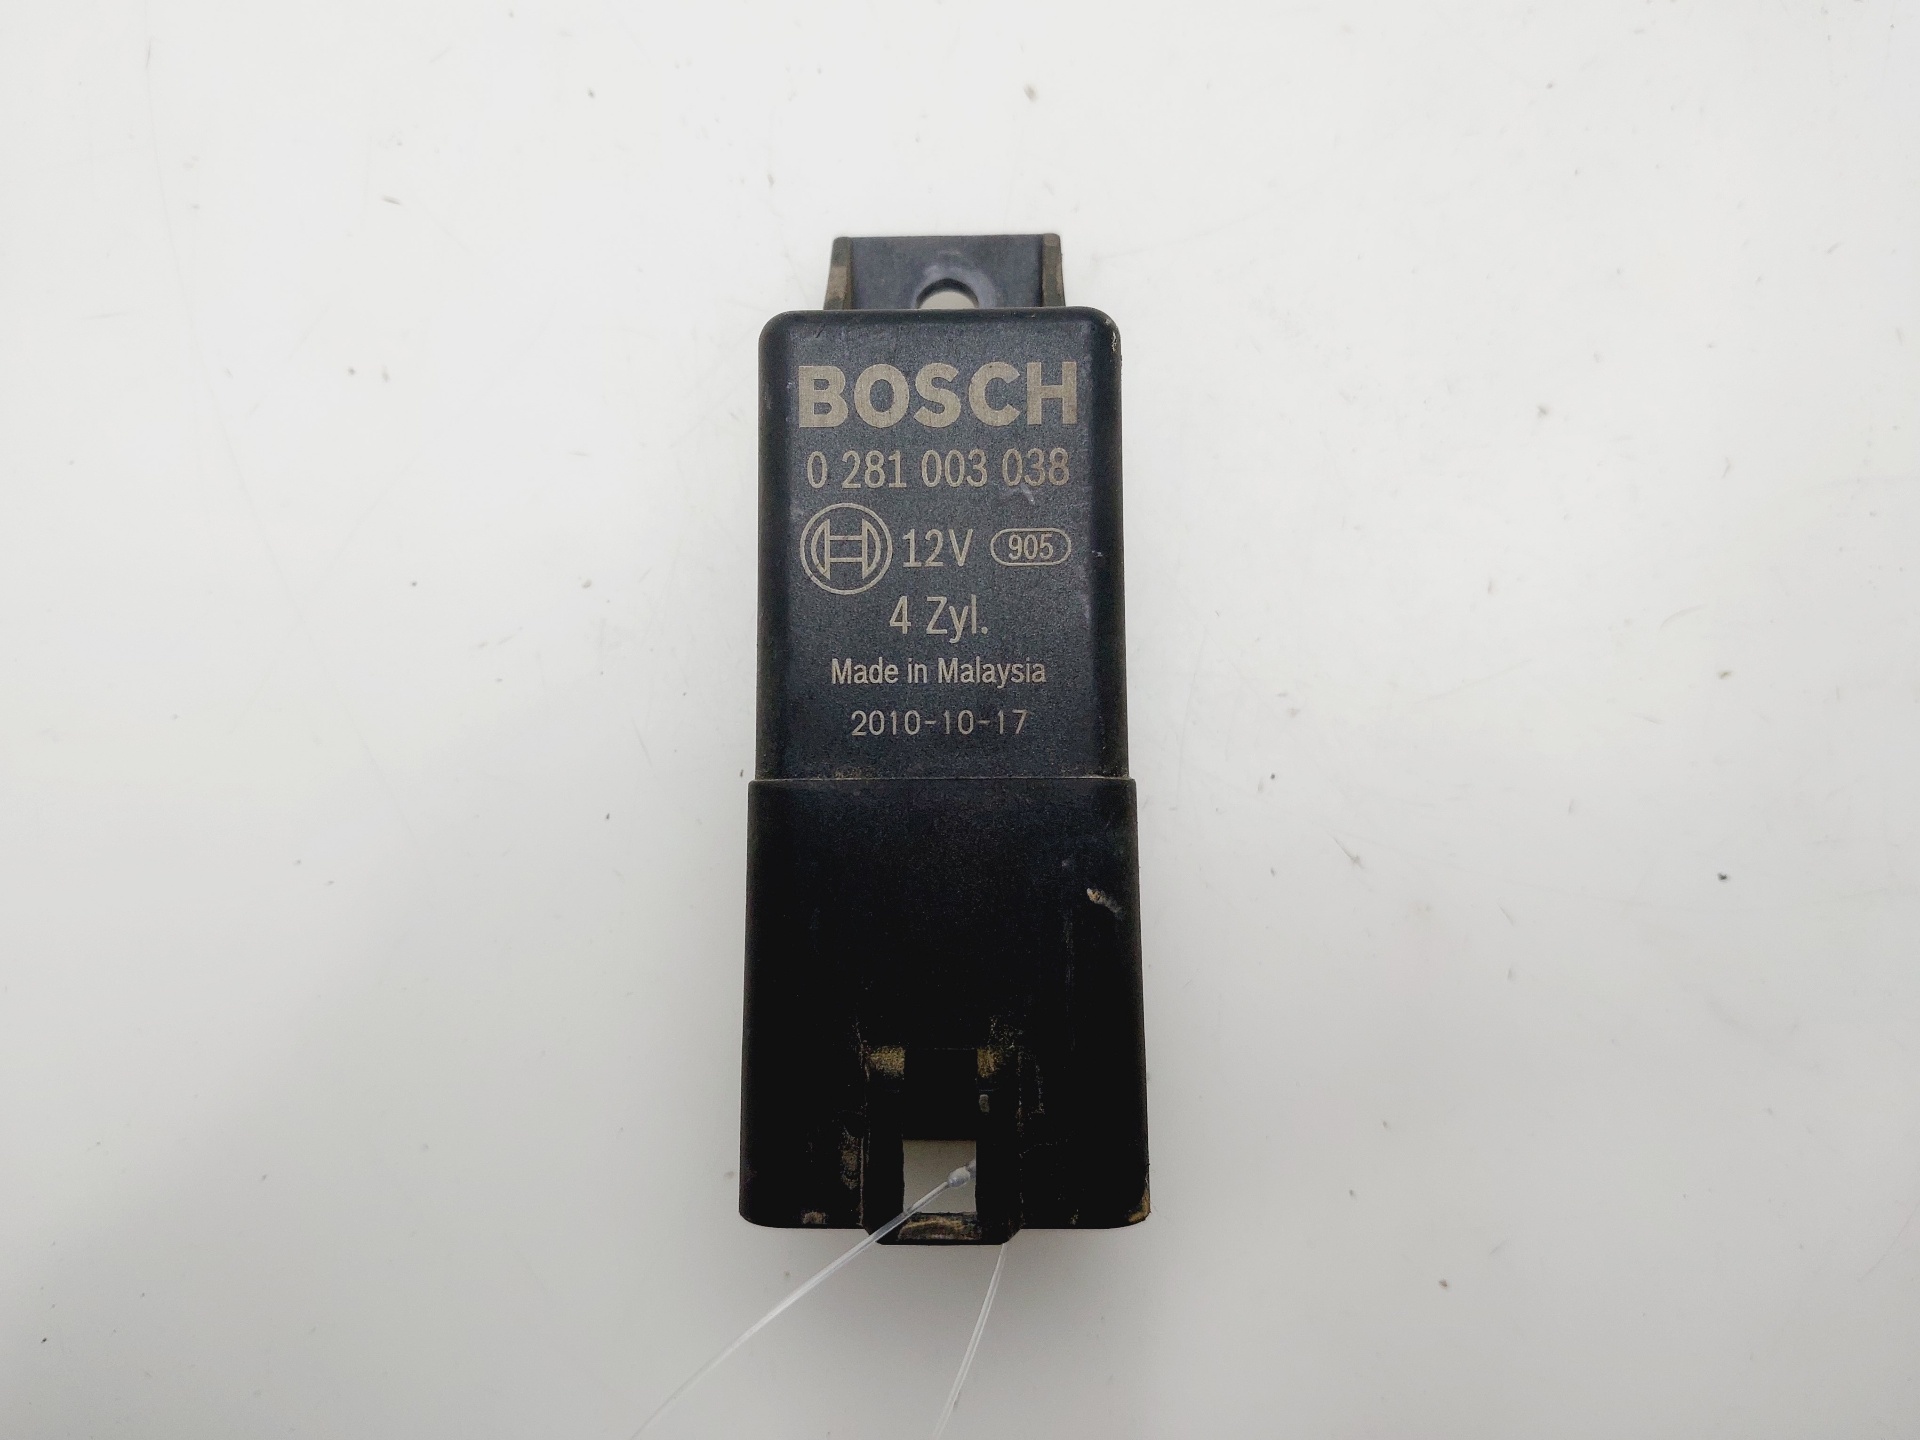 BOSCH
0 281 003 038
12V 905
4 Zyl.
Made in Malaysia
2010-10-17